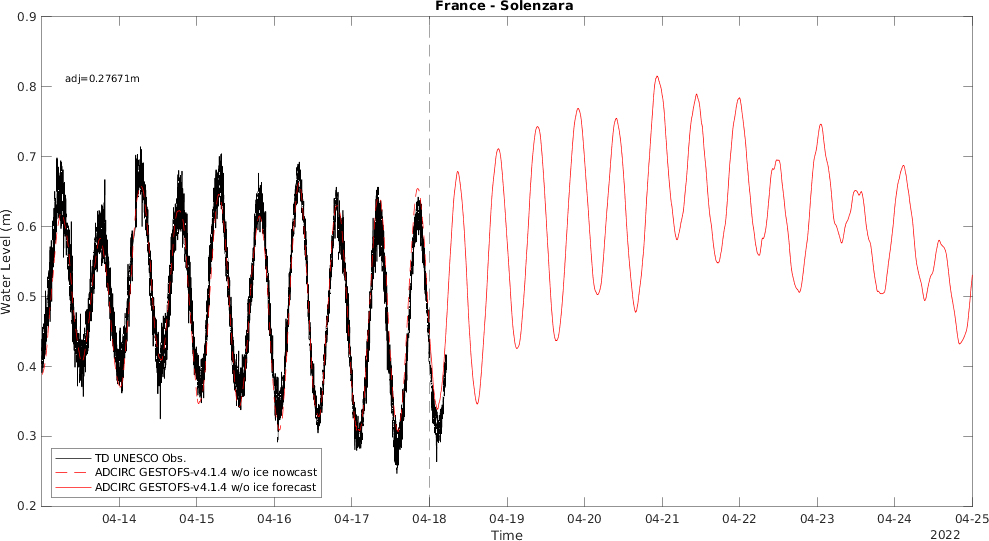 France - Solenzara
0.9
0.8
0.7
0.6
0.5
0.4
0.3
0.2
Water Level (m)
adj=0.27671m
TD UNESCO Obs.
ADCIRC GESTOFS-v4.1.4 w/o ice nowcast
ADCIRC GESTOFS-v4.1.4 w/o ice forecast
04-14 04-15 04-16 04-17 04-18 04-19 04-20 04-21 04-22 04-23 04-24 04-25
Time
2022